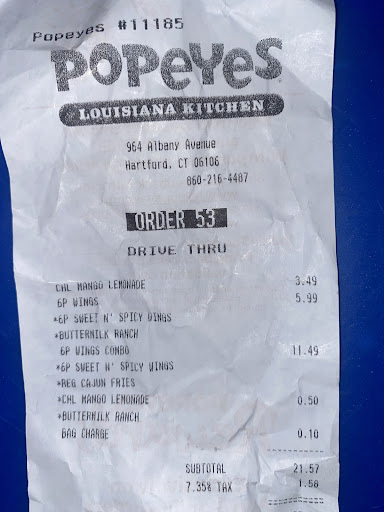 Popeyes #11185
POPEYES
LOUISIANA KITCHEN
964 Albany Avenue
Hartford, CT 06106
860-216-4407
ORDER 53
DRIVE THRU
CHL MANGO LEMONADE 3.49
6P WINGS 5.99
*6P SWEET N' SPICY WINGS
*BUTTERMILK RANCH
6P WINGS COMBO 11.49
*6P SWEET N' SPICY WINGS
*REG CAJUN FRIES
*CHL MANGO LEMONADE 0.50
*BUTTERMILK RANCH
BAG CHARGE 0.10
SUBTOTAL 21.57
7.35% TAX 1.58